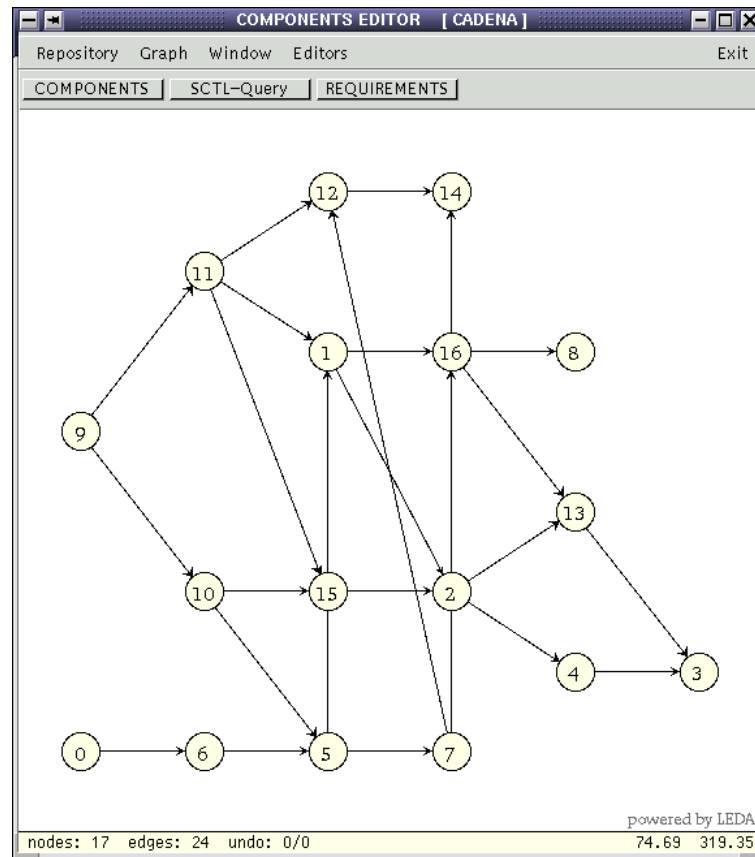 COMPONENTS EDITOR [ CADENA ]
Repository Graph Window Editors Exit
COMPONENTS SCTL-Query REQUIREMENTS
12 14
11
1 16 8
9
13
10 15 2
4 3
0 6 5 7
powered by LEDA
nodes: 17 edges: 24 undo: 0/0 74.69 319.35